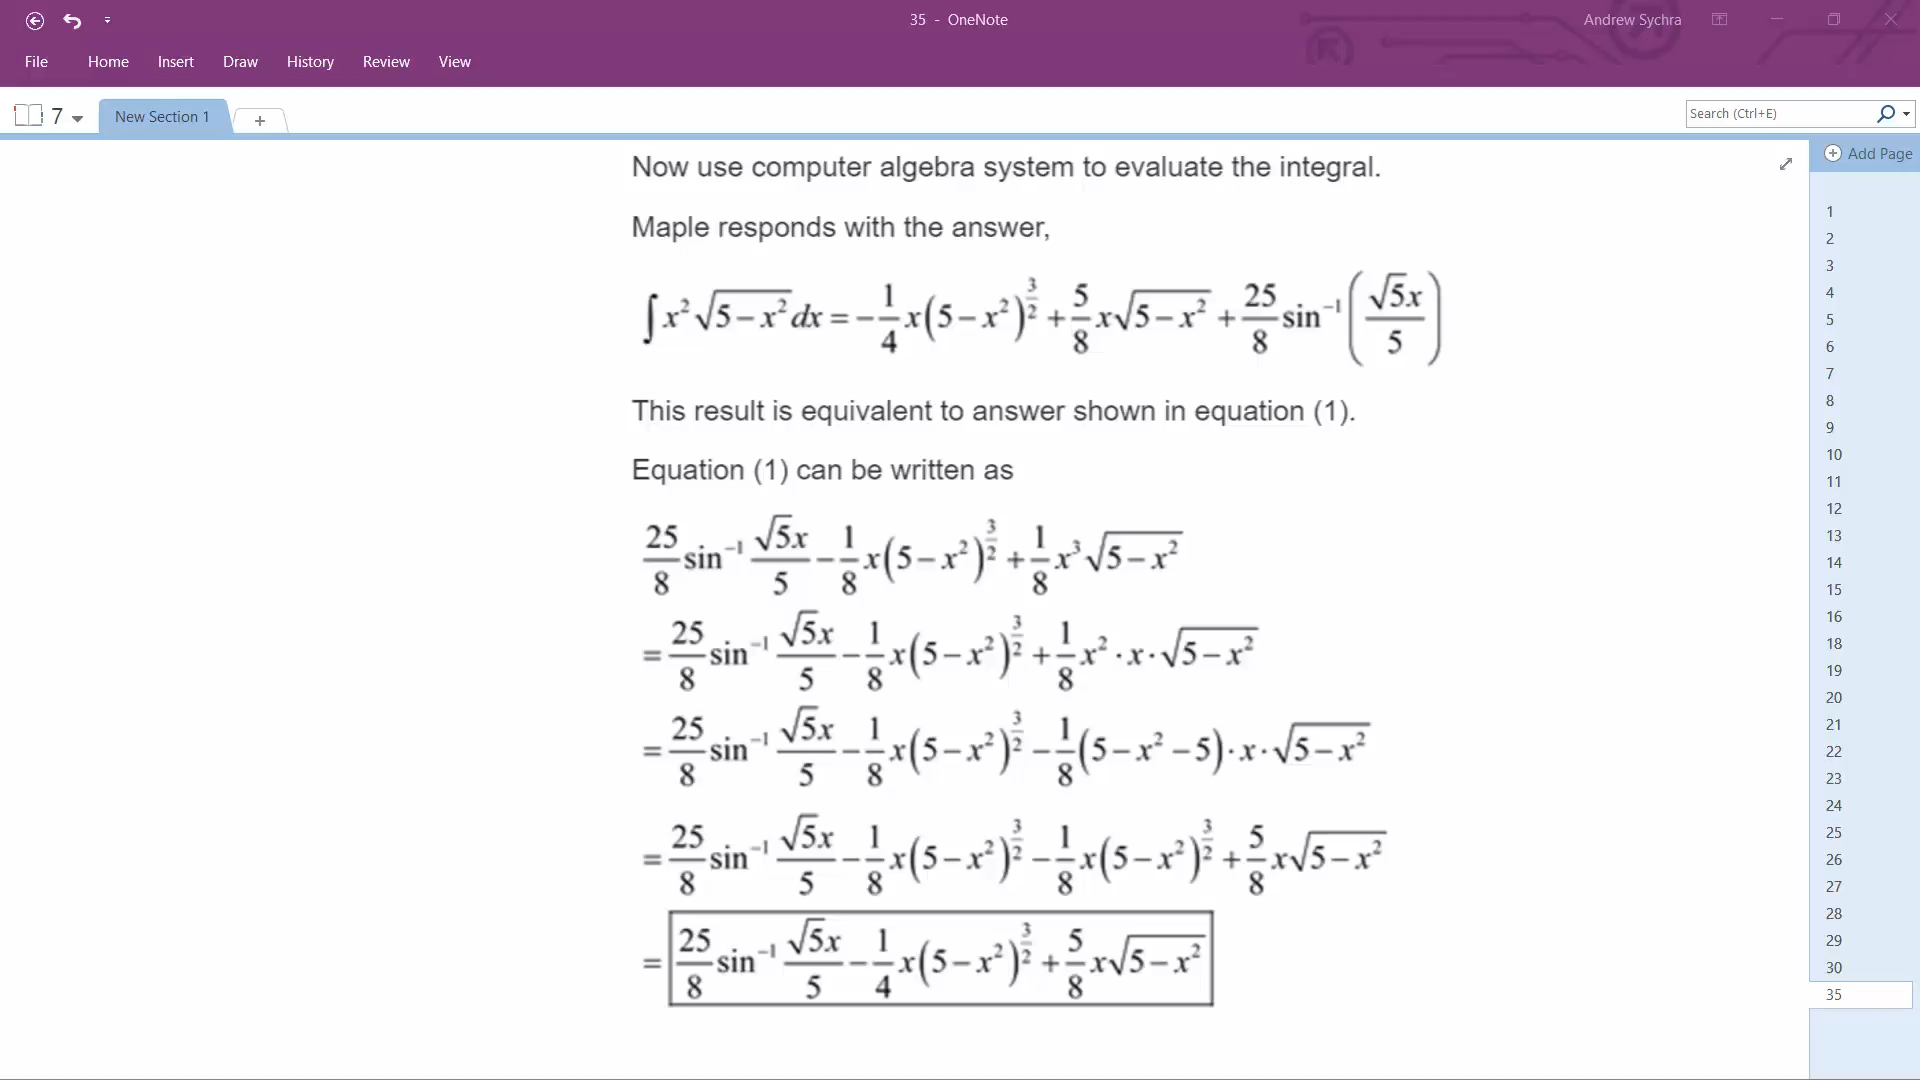 35 - OneNote
Andrew Sychra
File Home Insert Draw History Review View
7
New Section 1
+
Search (Ctrl+E)
Add Page
Now use computer algebra system to evaluate the integral.
Maple responds with the answer,
∫x²√(5−x²)dx = −1/4 x(5−x²)^(3/2) + 5/8 x√(5−x²) + 25/8 sin⁻¹(√5x/5)
This result is equivalent to answer shown in equation (1).
Equation (1) can be written as
25/8 sin⁻¹ √5x/5 − 1/8 x(5−x²)^(3/2) + 1/8 x³√(5−x²)
= 25/8 sin⁻¹ √5x/5 − 1/8 x(5−x²)^(3/2) + 1/8 x²·x·√(5−x²)
= 25/8 sin⁻¹ √5x/5 − 1/8 x(5−x²)^(3/2) − 1/8 (5−x²−5)·x·√(5−x²)
= 25/8 sin⁻¹ √5x/5 − 1/8 x(5−x²)^(3/2) − 1/8 x(5−x²)^(3/2) + 5/8 x√(5−x²)
= 25/8 sin⁻¹ √5x/5 − 1/4 x(5−x²)^(3/2) + 5/8 x√(5−x²)
1
2
3
4
5
6
7
8
9
10
11
12
13
14
15
16
18
19
20
21
22
23
24
25
26
27
28
29
30
35